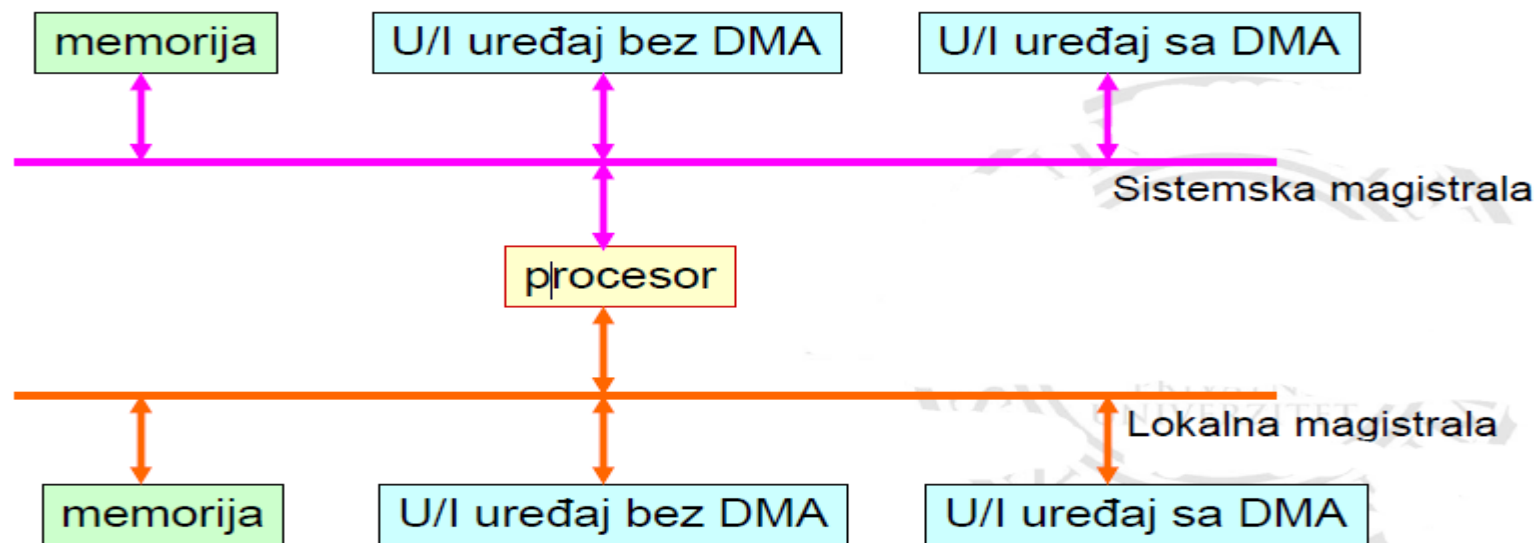 memorija
U/I uređaj bez DMA
U/I uređaj sa DMA
Sistemska magistrala
procesor
UNIVERZITET
Lokalna magistrala
memorija
U/I uređaj bez DMA
U/I uređaj sa DMA